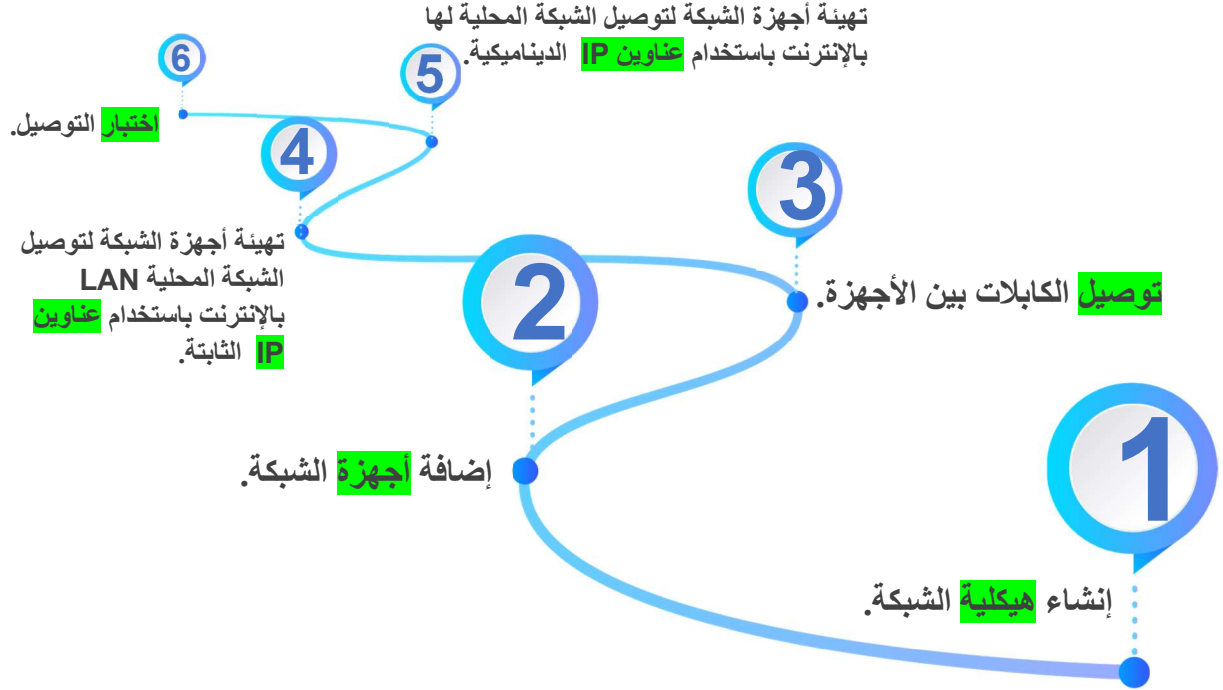 1
إنشاء هيكلية الشبكة.
2
إضافة أجهزة الشبكة.
3
توصيل الكابلات بين الأجهزة.
4
تهيئة أجهزة الشبكة لتوصيل
الشبكة المحلية LAN
بالإنترنت باستخدام عناوين
IP الثابتة.
5
تهيئة أجهزة الشبكة لتوصيل الشبكة المحلية لها
بالإنترنت باستخدام عناوين IP الديناميكية.
6
اختبار التوصيل.